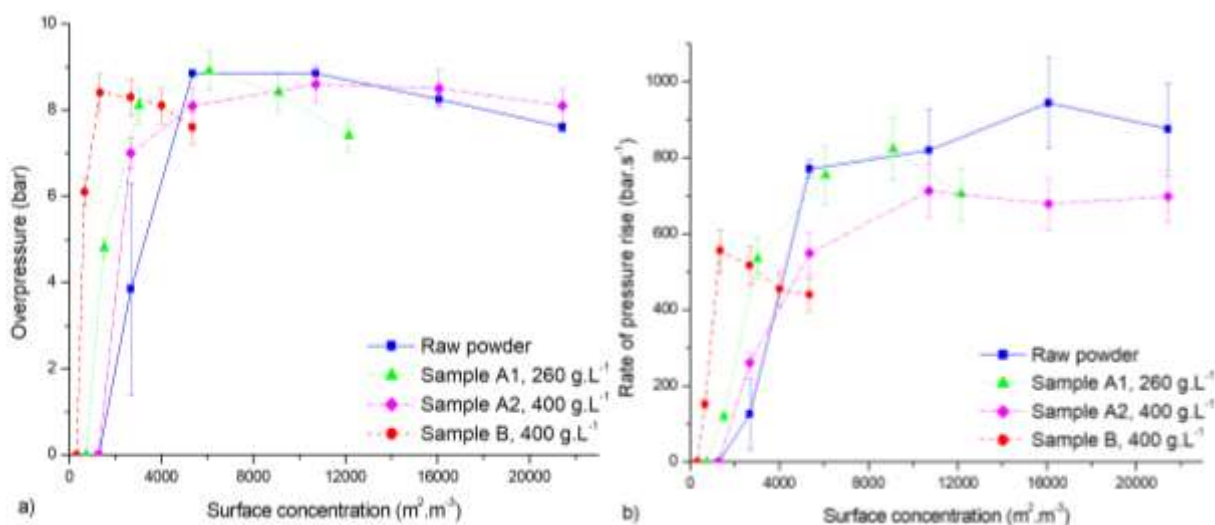 10
8
6
4
2
0
Overpressure (bar)
Raw powder
Sample A1, 260 g.L⁻¹
Sample A2, 400 g.L⁻¹
Sample B, 400 g.L⁻¹
0 4000 8000 12000 16000 20000
Surface concentration (m².m⁻³)
a)
1000
800
600
400
200
0
Rate of pressure rise (bar.s⁻¹)
Raw powder
Sample A1, 260 g.L⁻¹
Sample A2, 400 g.L⁻¹
Sample B, 400 g.L⁻¹
0 4000 8000 12000 16000 20000
Surface concentration (m².m⁻³)
b)